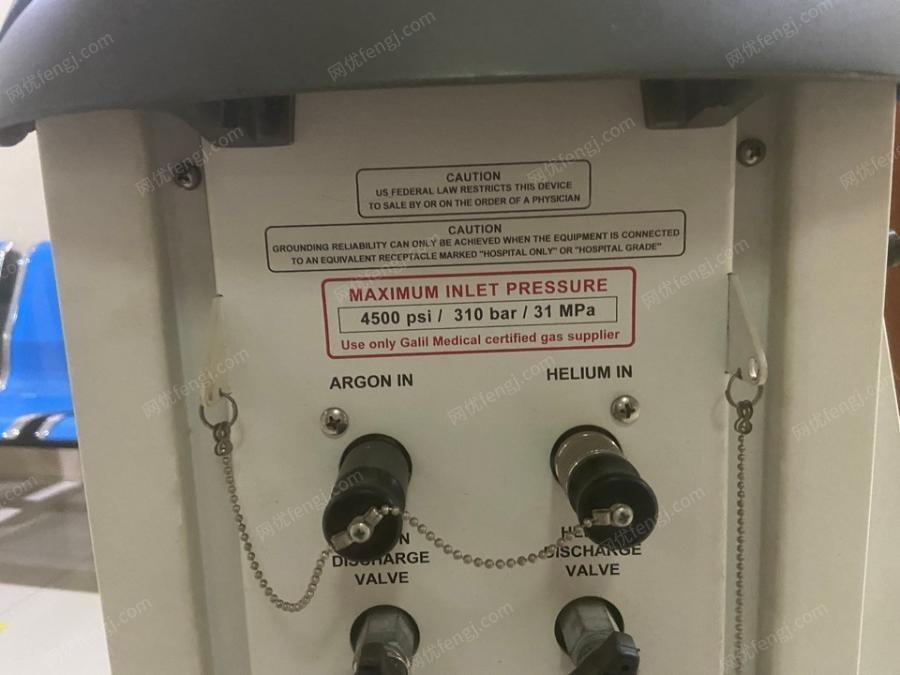 CAUTION
US FEDERAL LAW RESTRICTS THIS DEVICE
TO SALE BY OR ON THE ORDER OF A PHYSICIAN
CAUTION
GROUNDING RELIABILITY CAN ONLY BE ACHIEVED WHEN THE EQUIPMENT IS CONNECTED
TO AN EQUIVALENT RECEPTACLE MARKED "HOSPITAL ONLY" OR "HOSPITAL GRADE"
MAXIMUM INLET PRESSURE
4500 psi / 310 bar / 31 MPa
Use only Galil Medical certified gas supplier
ARGON IN
HELIUM IN
DISCHARGE
VALVE
DISCHARGE
VALVE
网优fengj.com